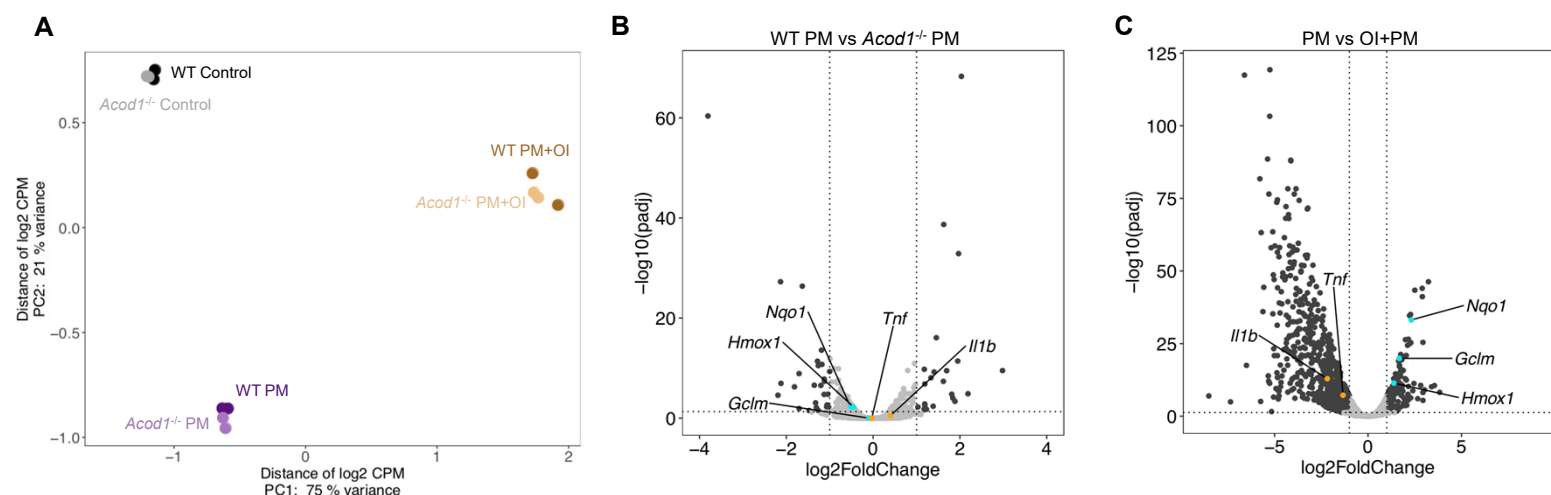 A
WT Control
Acod1-/- Control
WT PM+OI
Acod1-/- PM+OI
WT PM
Acod1-/- PM
0.5
0.0
−0.5
−1.0
−1
0
1
2
Distance of log2 CPM
PC2: 21 % variance
Distance of log2 CPM
PC1: 75 % variance
B
WT PM vs Acod1-/- PM
60
40
20
0
−log10(padj)
Nqo1
Tnf
Hmox1
Il1b
Gclm
−4
−2
0
2
4
log2FoldChange
C
PM vs OI+PM
125
100
75
50
25
0
−log10(padj)
Tnf
Nqo1
Il1b
Gclm
Hmox1
−5
0
5
log2FoldChange